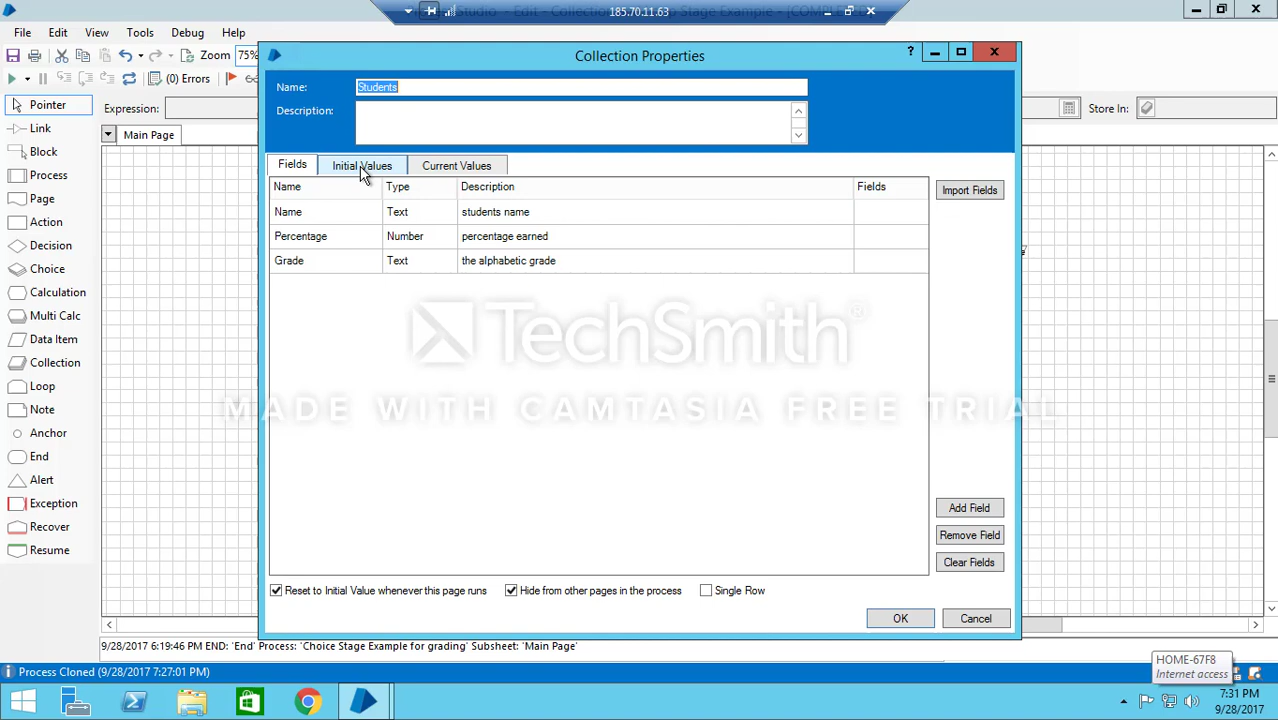 Studio - Edit - Collection Stage Example - [COMPLETED]
185.70.11.63
File Edit View Tools Debug Help
Collection Properties
?
Zoom 75%
(0) Errors
Name: Students
Description:
Expression:
Store In:
Main Page
Pointer
Link
Block
Process
Page
Action
Decision
Choice
Calculation
Multi Calc
Data Item
Collection
Loop
Note
Anchor
End
Alert
Exception
Recover
Resume
Fields Initial Values Current Values
Name Type Description Fields
Name Text students name
Percentage Number percentage earned
Grade Text the alphabetic grade
Import Fields
TechSmith®
MADE WITH CAMTASIA FREE TRIAL
Add Field
Remove Field
Clear Fields
Reset to Initial Value whenever this page runs Hide from other pages in the process Single Row
OK Cancel
9/28/2017 6:19:46 PM END: 'End' Process: 'Choice Stage Example for grading' Subsheet: 'Main Page'
Process Cloned (9/28/2017 7:27:01 PM)
HOME-67F8
Internet access
7:31 PM
9/28/2017